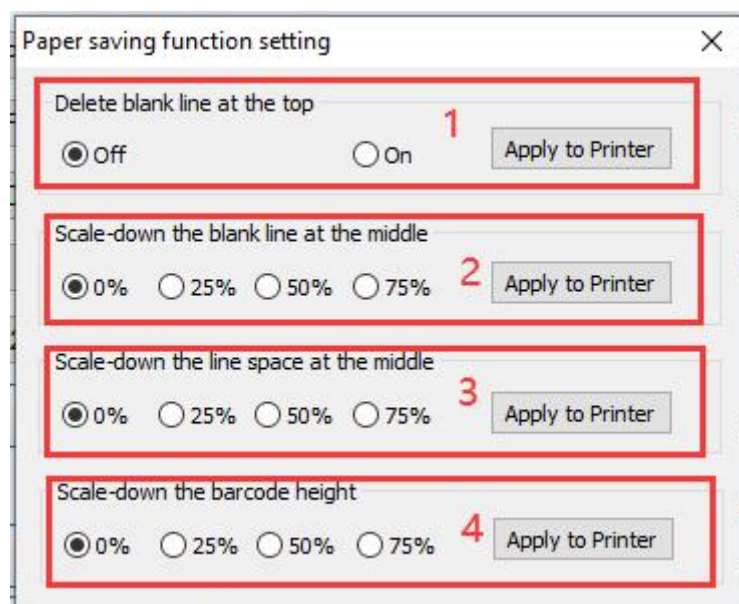 Paper saving function setting
Delete blank line at the top
Off On 1 Apply to Printer
Scale-down the blank line at the middle
0% 25% 50% 75% 2 Apply to Printer
Scale-down the line space at the middle
0% 25% 50% 75% 3 Apply to Printer
Scale-down the barcode height
0% 25% 50% 75% 4 Apply to Printer